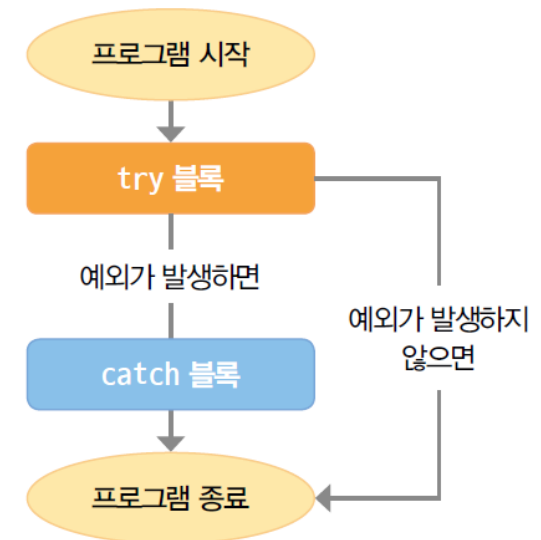 프로그램 시작
try 블록
예외가 발생하면
예외가 발생하지
않으면
catch 블록
프로그램 종료